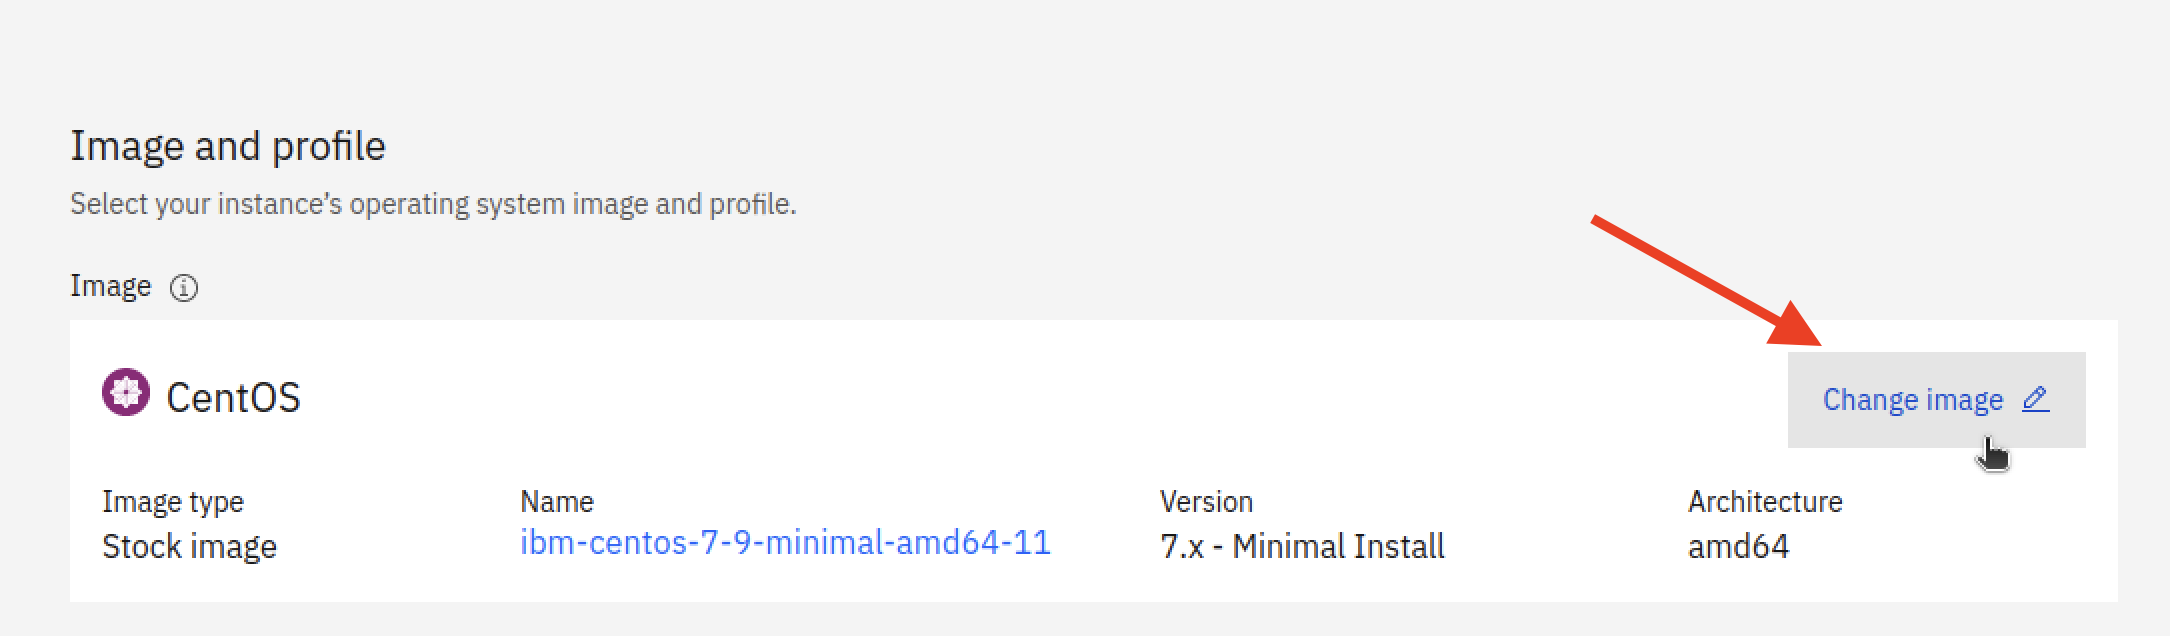 Image and profile
Select your instance’s operating system image and profile.
Image
CentOS
Change image
Image type
Name
Version
Architecture
Stock image
ibm-centos-7-9-minimal-amd64-11
7.x - Minimal Install
amd64